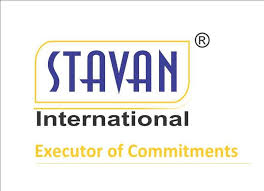 STAVAN ®
International
Executor of Commitments